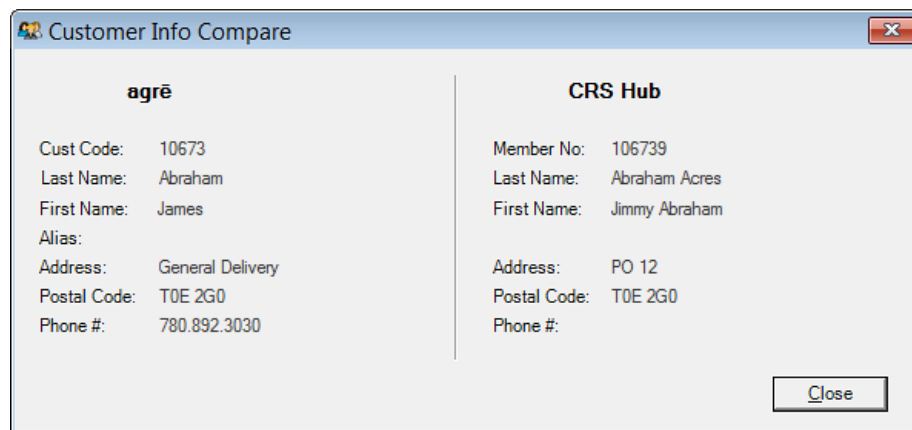 Customer Info Compare
agrē
Cust Code: 10673
Last Name: Abraham
First Name: James
Alias:
Address: General Delivery
Postal Code: T0E 2G0
Phone #: 780.892.3030
CRS Hub
Member No: 106739
Last Name: Abraham Acres
First Name: Jimmy Abraham
Address: PO 12
Postal Code: T0E 2G0
Phone #:
Close